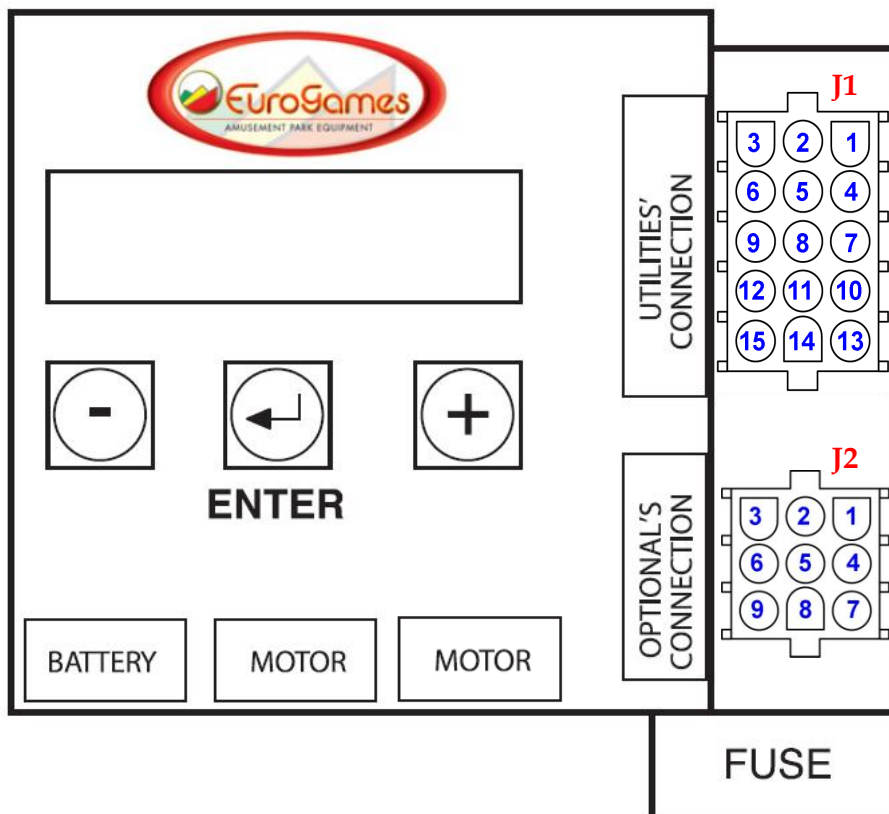 EuroGames
AMUSEMENT PARK EQUIPMENT
-
+
ENTER
BATTERY
MOTOR
MOTOR
UTILITIES'
CONNECTION
OPTIONAL'S
CONNECTION
J1
3 2 1
6 5 4
9 8 7
12 11 10
15 14 13
J2
3 2 1
6 5 4
9 8 7
FUSE